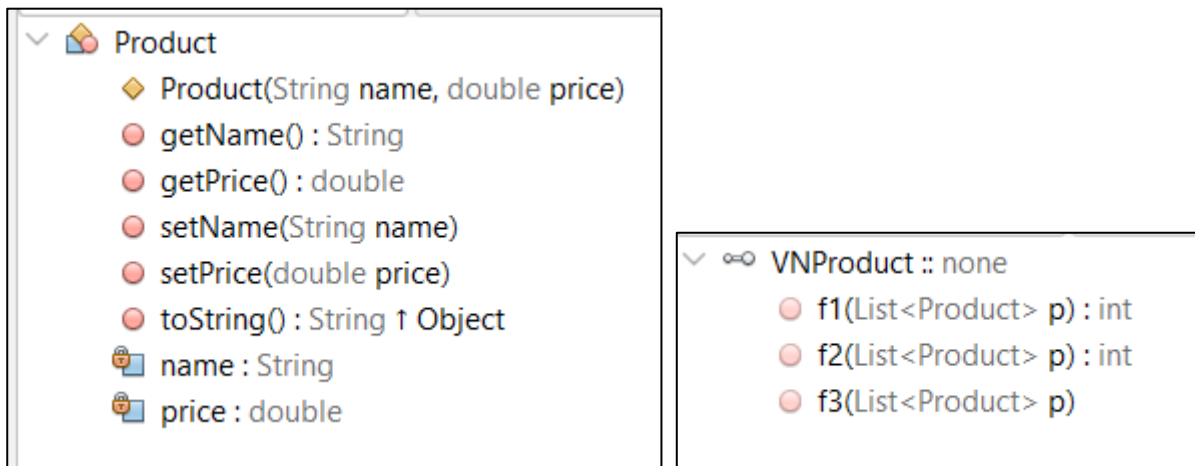 Product
Product(String name, double price)
getName() : String
getPrice() : double
setName(String name)
setPrice(double price)
toString() : String ↑ Object
name : String
price : double
VNProduct :: none
f1(List<Product> p) : int
f2(List<Product> p) : int
f3(List<Product> p)